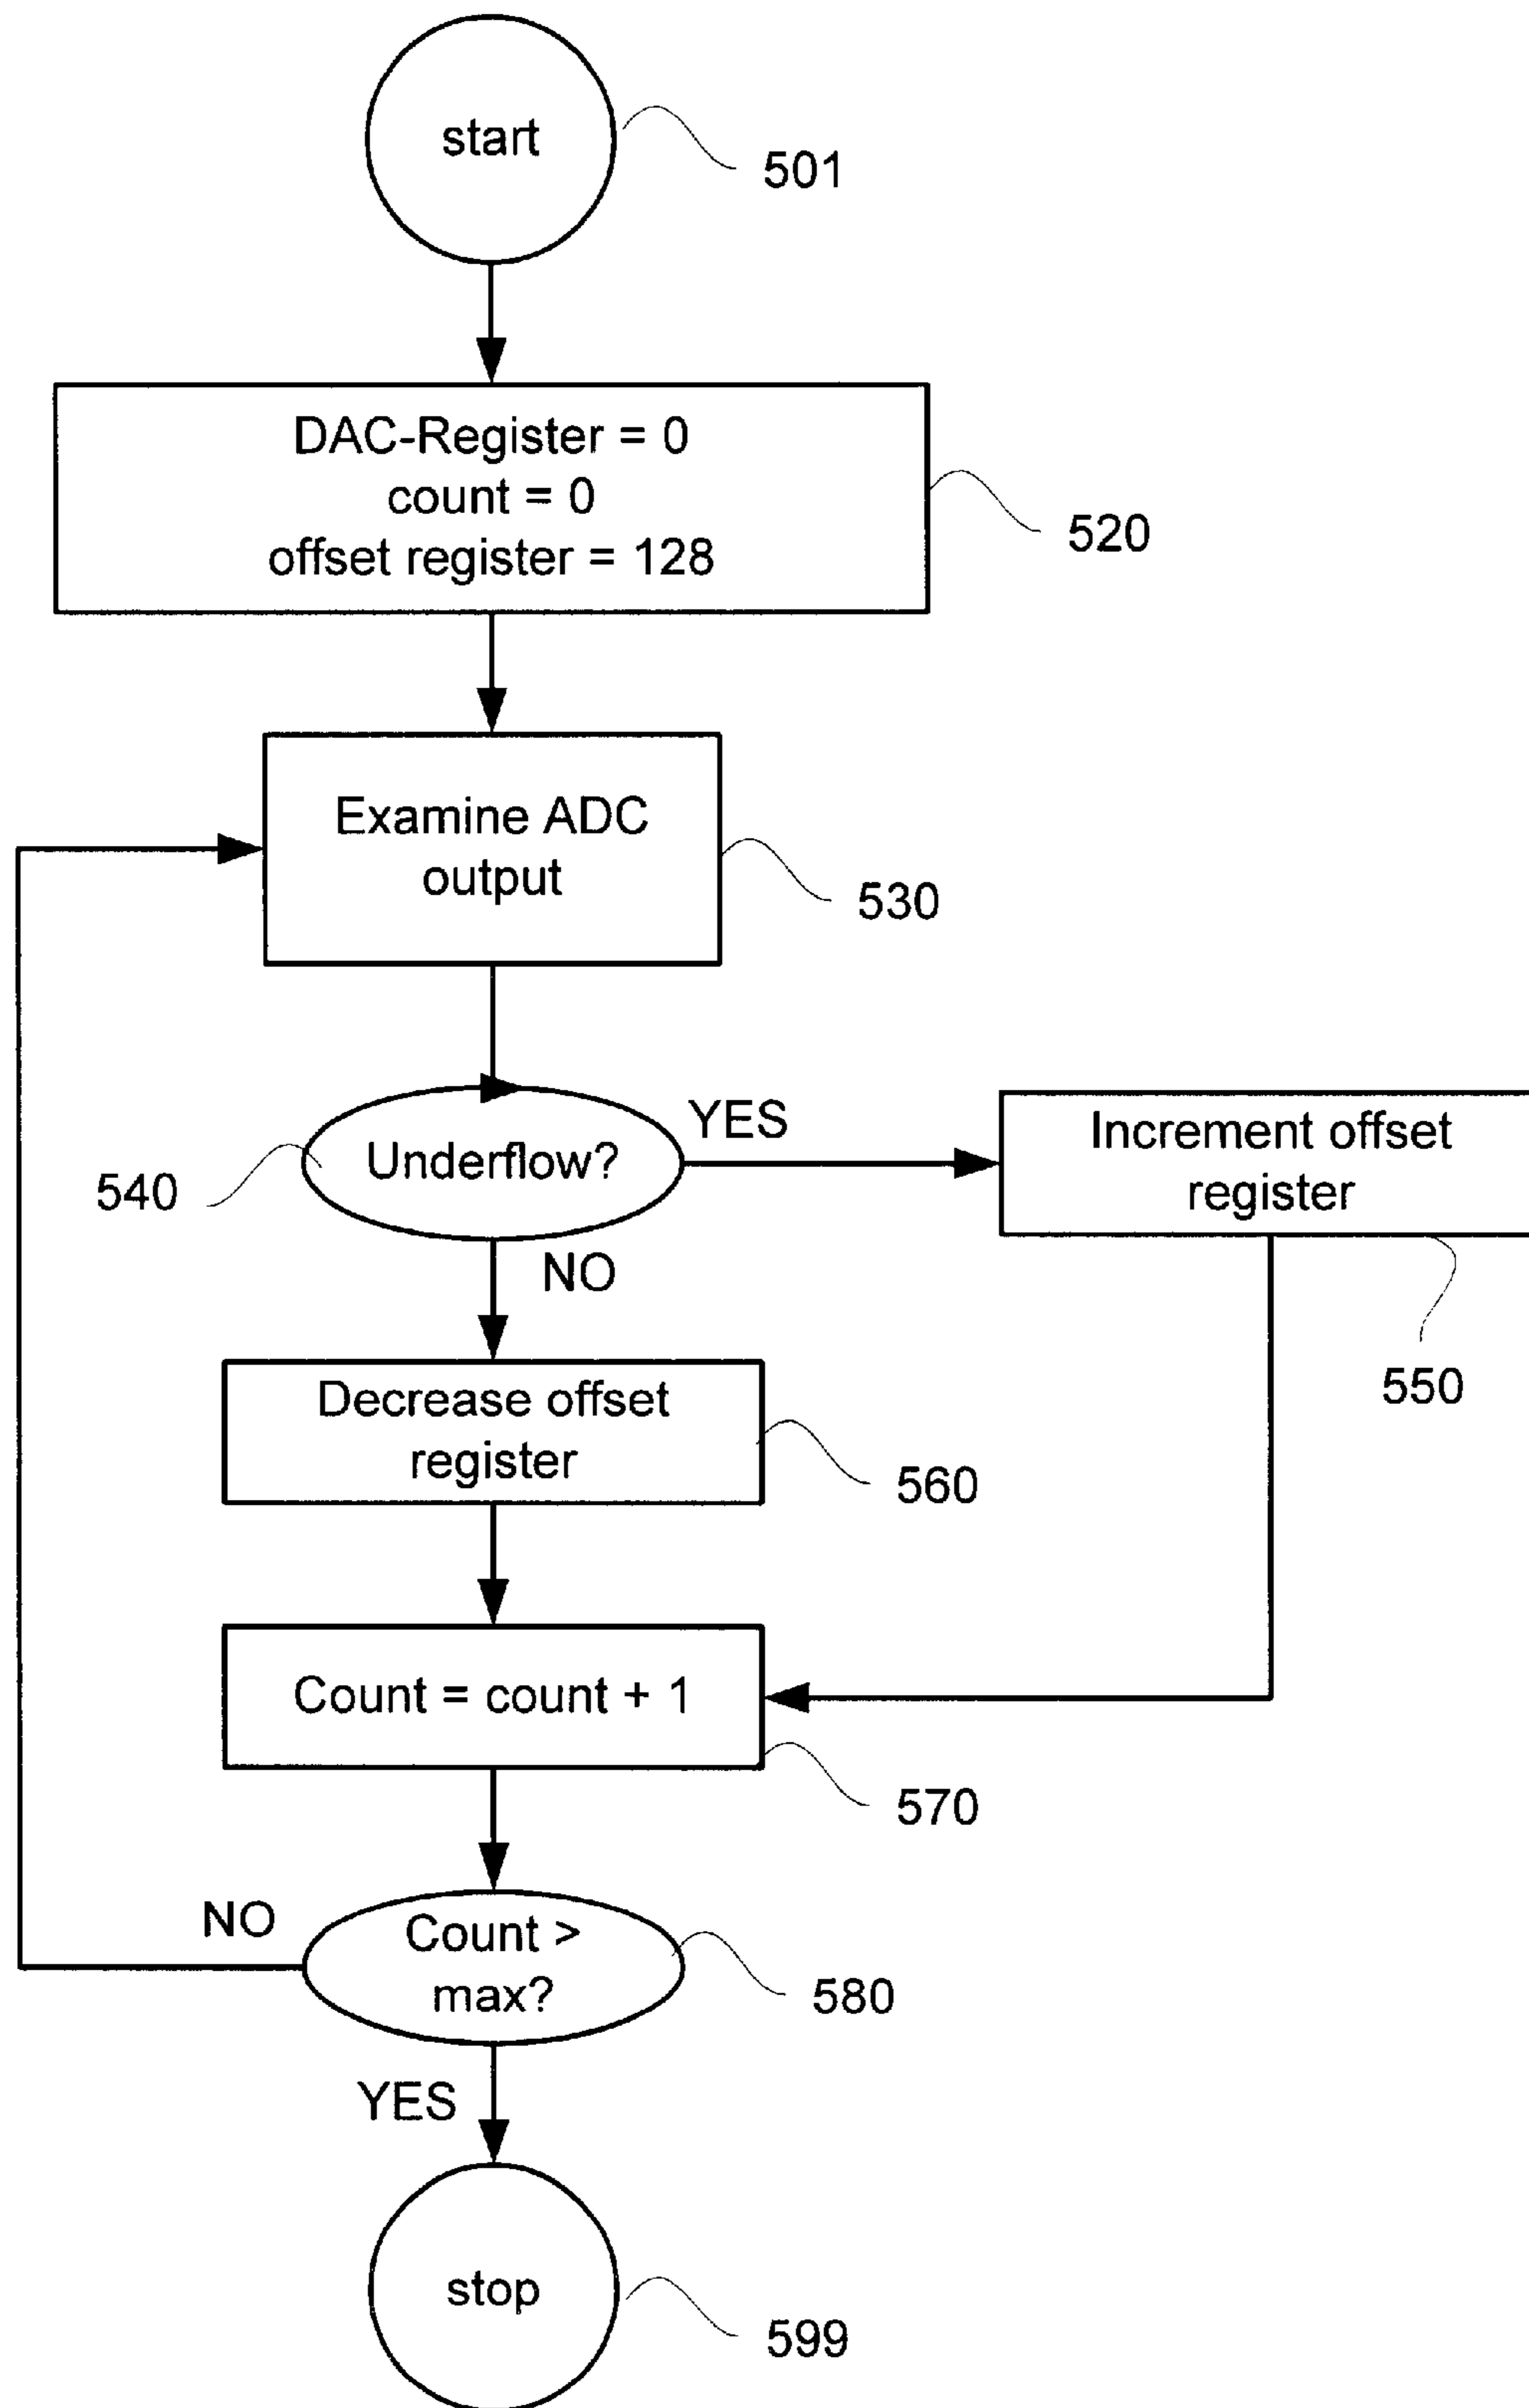 start
501
DAC-Register = 0
count = 0
offset register = 128
520
Examine ADC
output
530
Underflow?
540
YES
Increment offset
register
550
NO
Decrease offset
register
560
Count = count + 1
570
Count >
max?
580
NO
YES
stop
599